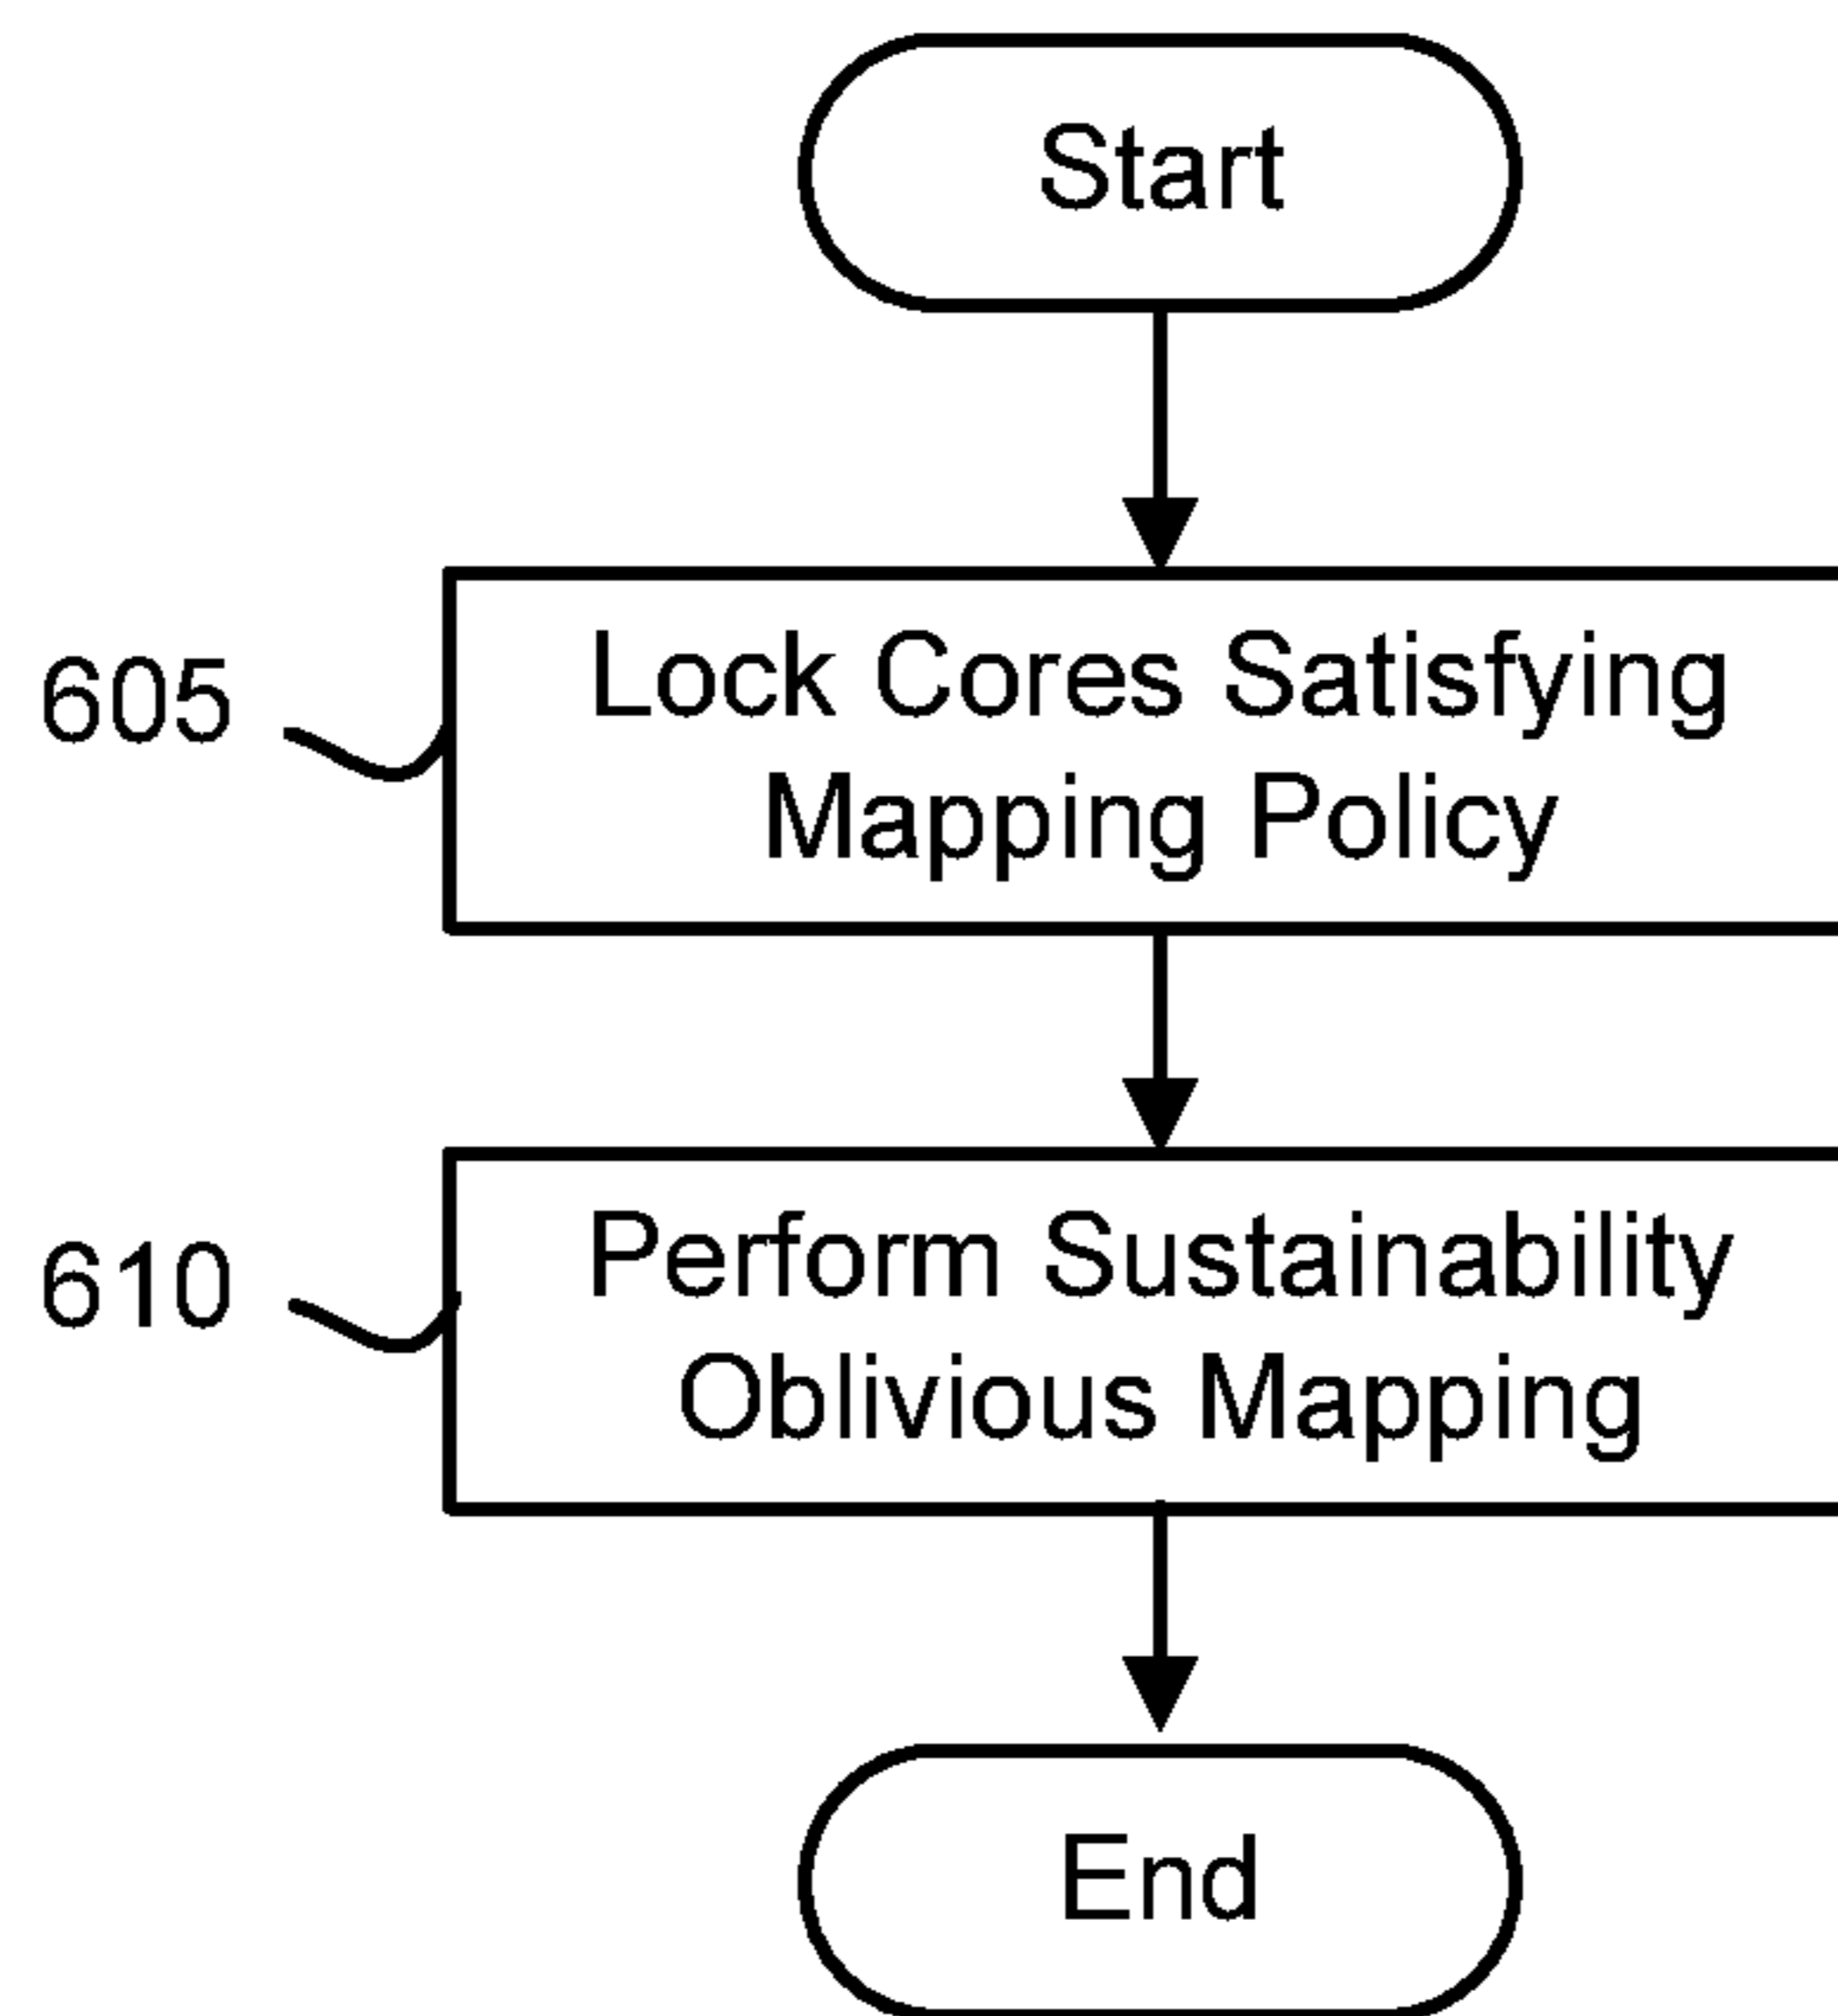 Start
605
Lock Cores Satisfying
Mapping Policy
610
Perform Sustainability
Oblivious Mapping
End